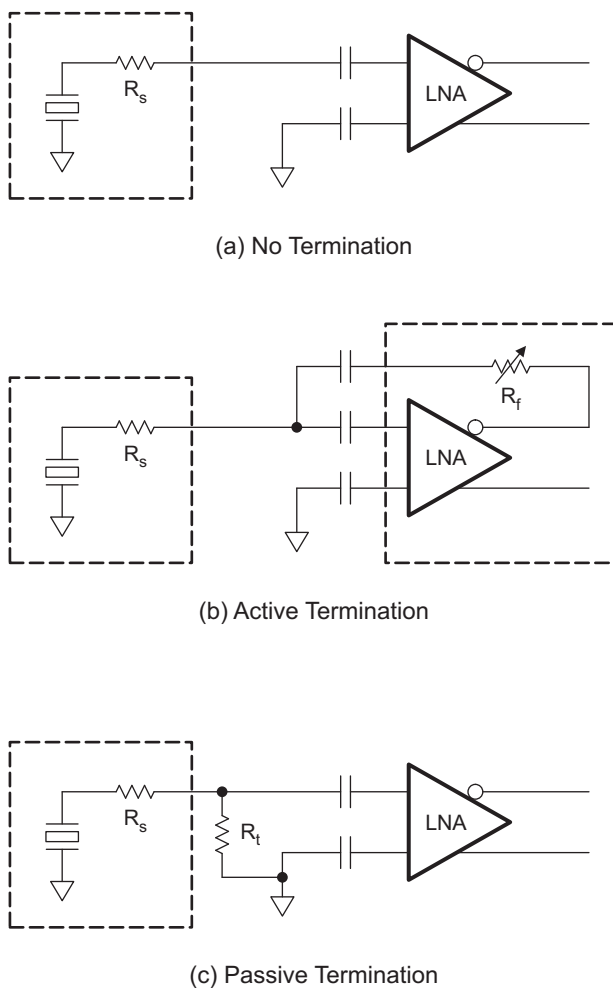 R_s
LNA
(a) No Termination
R_f
R_s
LNA
(b) Active Termination
R_s
R_t
LNA
(c) Passive Termination